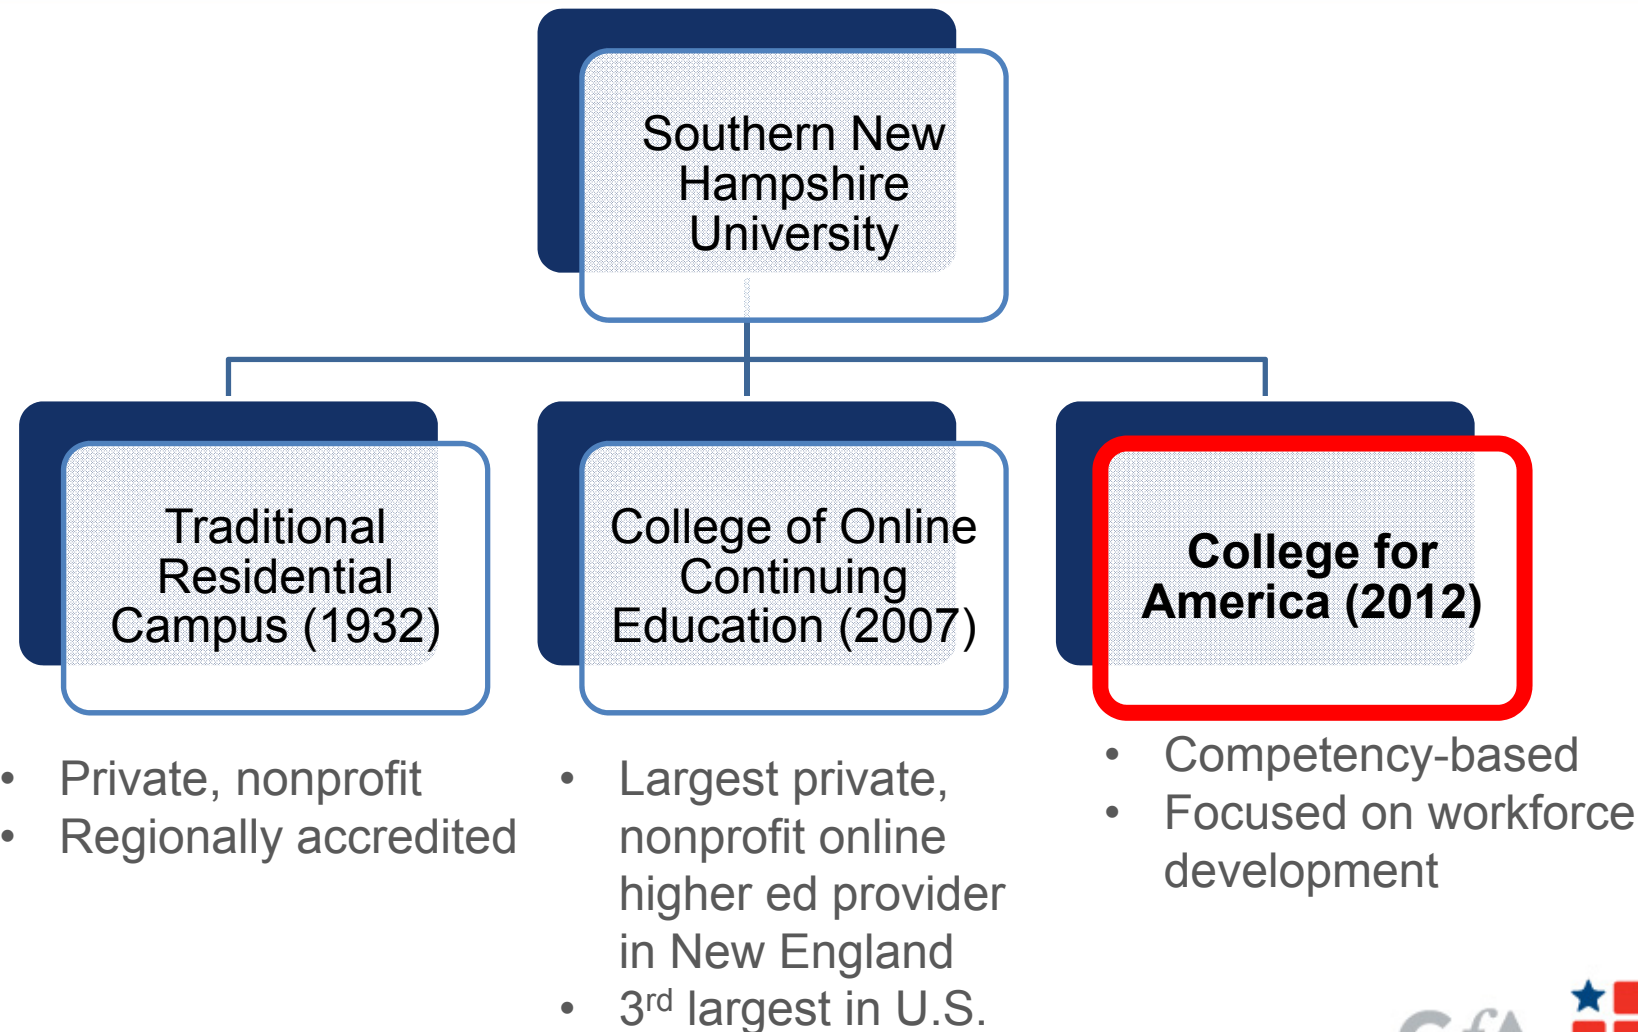 Southern New
Hampshire
University
Traditional
Residential
Campus (1932)
College of Online
Continuing
Education (2007)
College for
America (2012)
• Private, nonprofit
• Regionally accredited
• Largest private,
nonprofit online
higher ed provider
in New England
• 3rd largest in U.S.
• Competency-based
• Focused on workforce
development
CfA